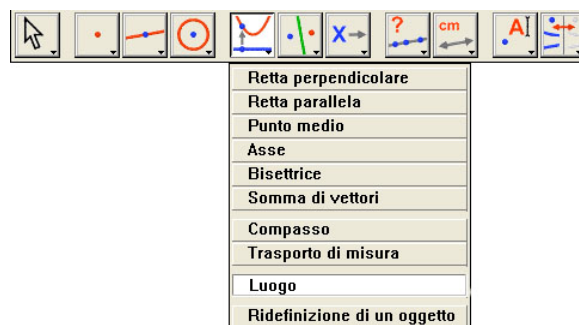 ? cm A
X
Retta perpendicolare
Retta parallela
Punto medio
Asse
Bisettrice
Somma di vettori
Compasso
Trasporto di misura
Luogo
Ridefinizione di un oggetto